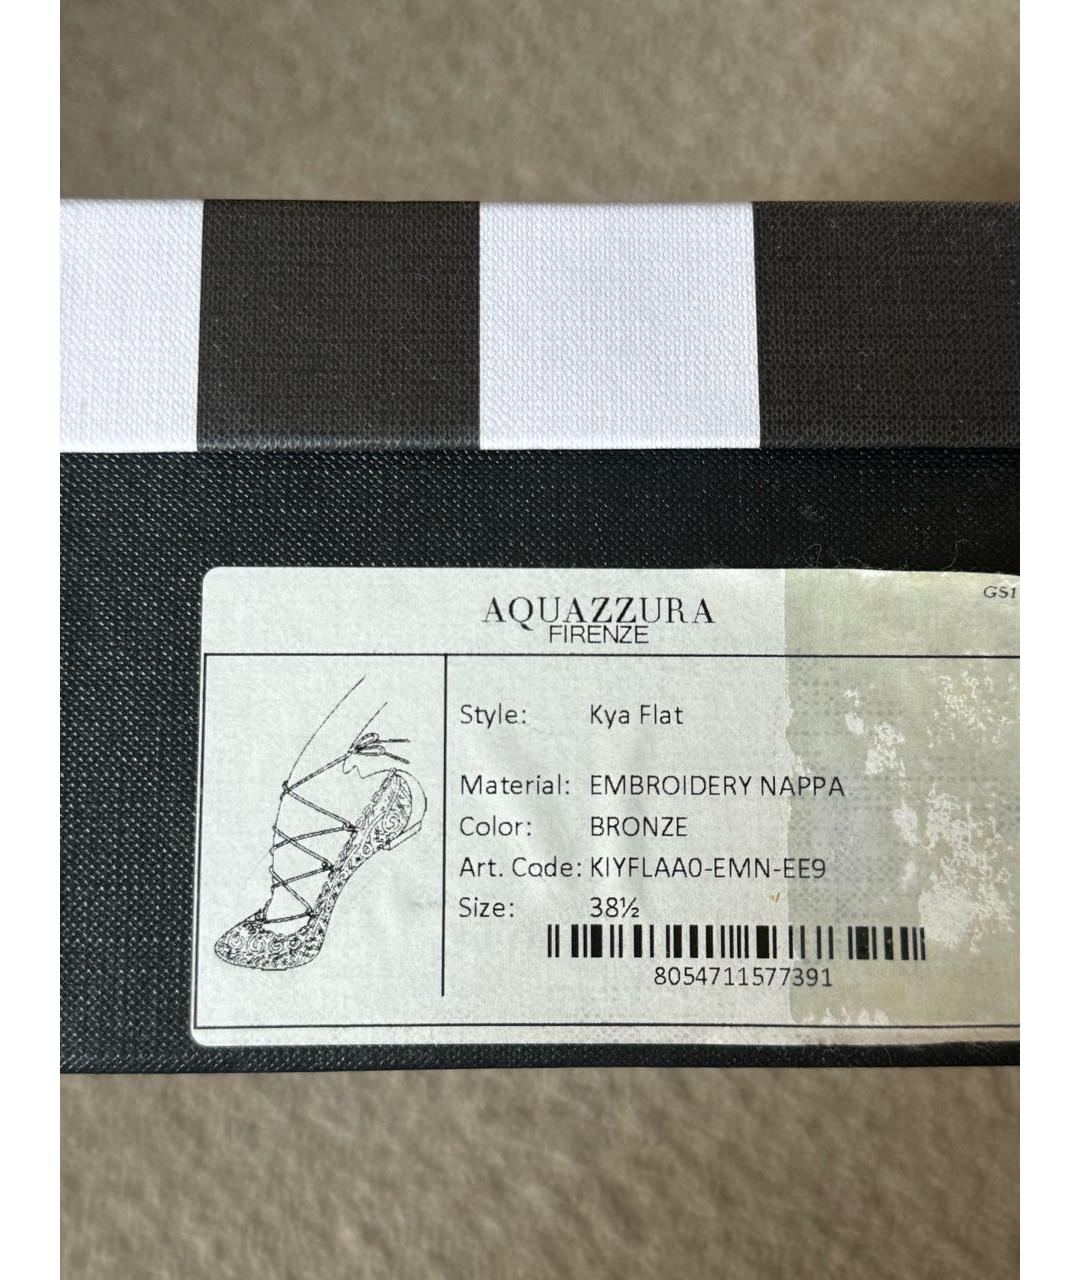 GS1
AQUAZZURA
FIRENZE
Style: Kya Flat
Material: EMBROIDERY NAPPA
Color: BRONZE
Art. Code: KIYFLAA0-EMN-EE9
Size: 38½
8054711577391